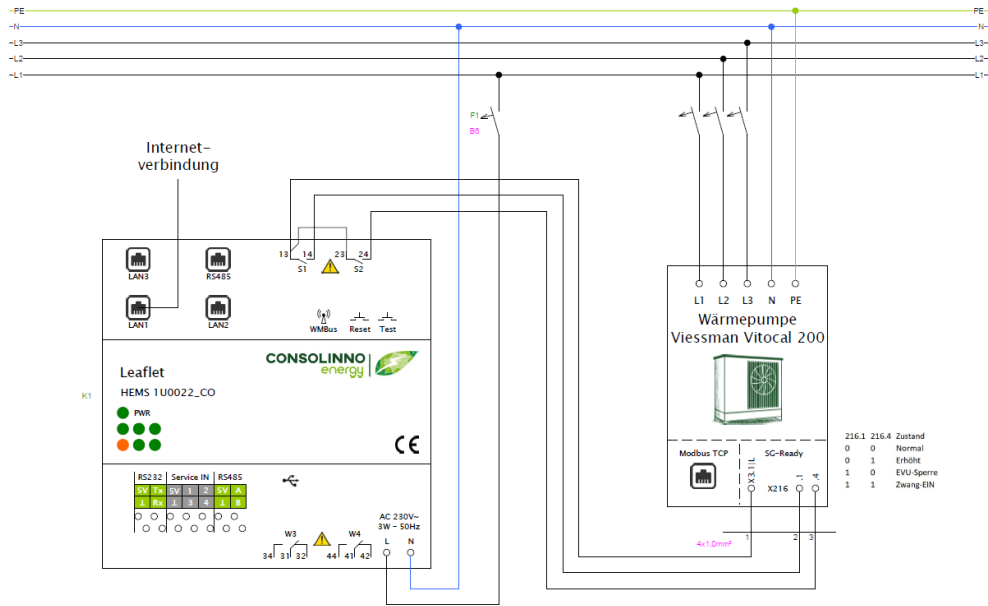 PE PE
N N
L3 L3
L2 L2
L1 L1
F1
B6
Internet-
verbindung
13 14 23 24
S1 S2
LAN3 RS485
LAN1 LAN2
WMBus Reset Test
L1 L2 L3 N PE
Wärmepumpe
Viessman Vitocal 200
CONSOLINNO
energy
Leaflet
HEMS 1U0022_CO
K1
PWR
CE
216.1 216.4 Zustand
0 0 Normal
0 1 Erhöht
1 0 EVU-Sperre
1 1 Zwang-EIN
Modbus TCP SG-Ready
X3.1|L
X216 .1 .4
RS232 Service IN RS485
5V Tx 5V 1 2 5V A
⊥ Rx ⊥ 3 4 ⊥ B
AC 230V~
3W - 50Hz
W3 W4 L N
34 31 32 44 41 42
4x1,0mm²
1 2 3